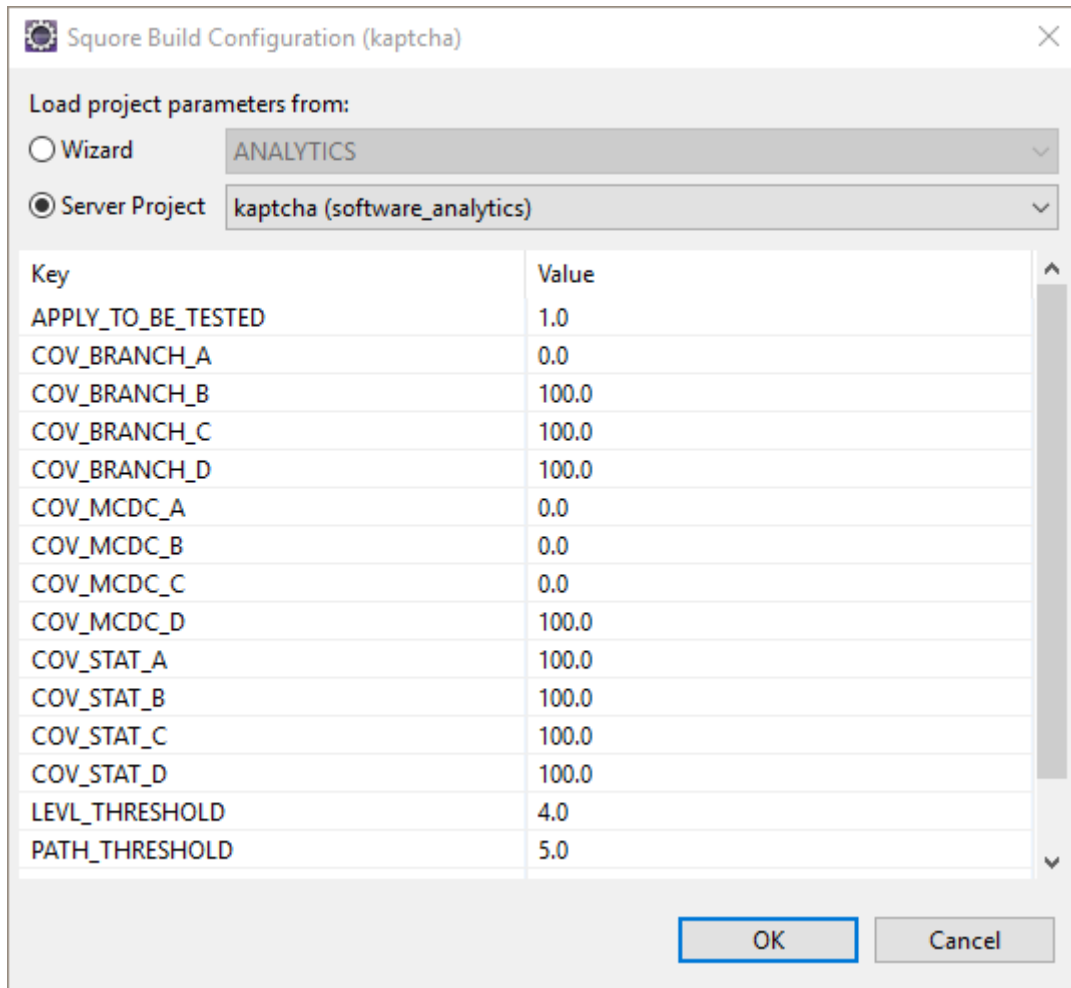 Squore Build Configuration (kaptcha)
Load project parameters from:
Wizard ANALYTICS
Server Project kaptcha (software_analytics)
Key Value
APPLY_TO_BE_TESTED 1.0
COV_BRANCH_A 0.0
COV_BRANCH_B 100.0
COV_BRANCH_C 100.0
COV_BRANCH_D 100.0
COV_MCDC_A 0.0
COV_MCDC_B 0.0
COV_MCDC_C 0.0
COV_MCDC_D 100.0
COV_STAT_A 100.0
COV_STAT_B 100.0
COV_STAT_C 100.0
COV_STAT_D 100.0
LEVL_THRESHOLD 4.0
PATH_THRESHOLD 5.0
OK Cancel